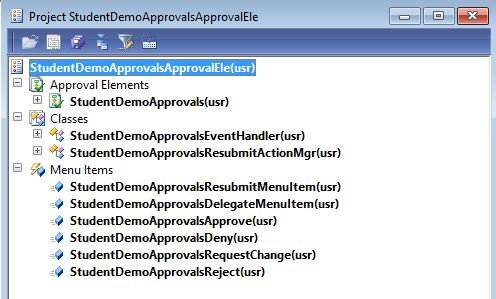 Project StudentDemoApprovalsApprovalEle
StudentDemoApprovalsApprovalEle(usr)
Approval Elements
StudentDemoApprovals(usr)
Classes
StudentDemoApprovalsEventHandler(usr)
StudentDemoApprovalsResubmitActionMgr(usr)
Menu Items
StudentDemoApprovalsResubmitMenuItem(usr)
StudentDemoApprovalsDelegateMenuItem(usr)
StudentDemoApprovalsApprove(usr)
StudentDemoApprovalsDeny(usr)
StudentDemoApprovalsRequestChange(usr)
StudentDemoApprovalsReject(usr)